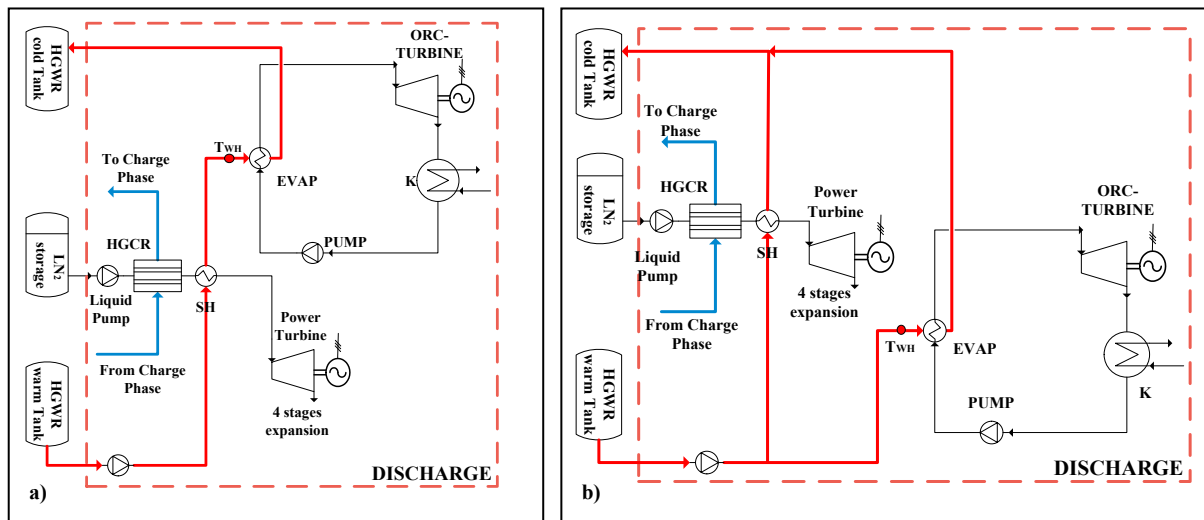 HGWR
cold Tank
ORC-
TURBINE
To Charge
Phase
TWH
EVAP
K
LN2
storage
HGCR
PUMP
Liquid
Pump
SH
Power
Turbine
From Charge
Phase
HGWR
warm Tank
4 stages
expansion
DISCHARGE
a)
HGWR
cold Tank
To Charge
Phase
LN2
storage
HGCR
Power
Turbine
ORC-
TURBINE
Liquid
Pump
SH
4 stages
expansion
From Charge
Phase
TWH
EVAP
HGWR
warm Tank
K
PUMP
DISCHARGE
b)